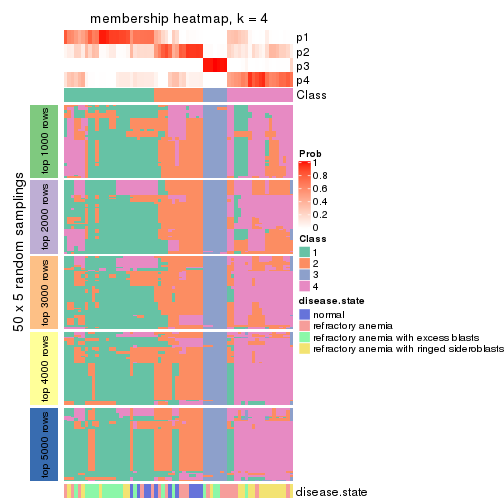 membership heatmap, k = 4
p1
p2
p3
p4
Class
50 x 5 random samplings
top 1000 rows
top 2000 rows
top 3000 rows
top 4000 rows
top 5000 rows
Prob
1
0.8
0.6
0.4
0.2
0
Class
1
2
3
4
disease.state
normal
refractory anemia
refractory anemia with excess blasts
refractory anemia with ringed sideroblasts
disease.state